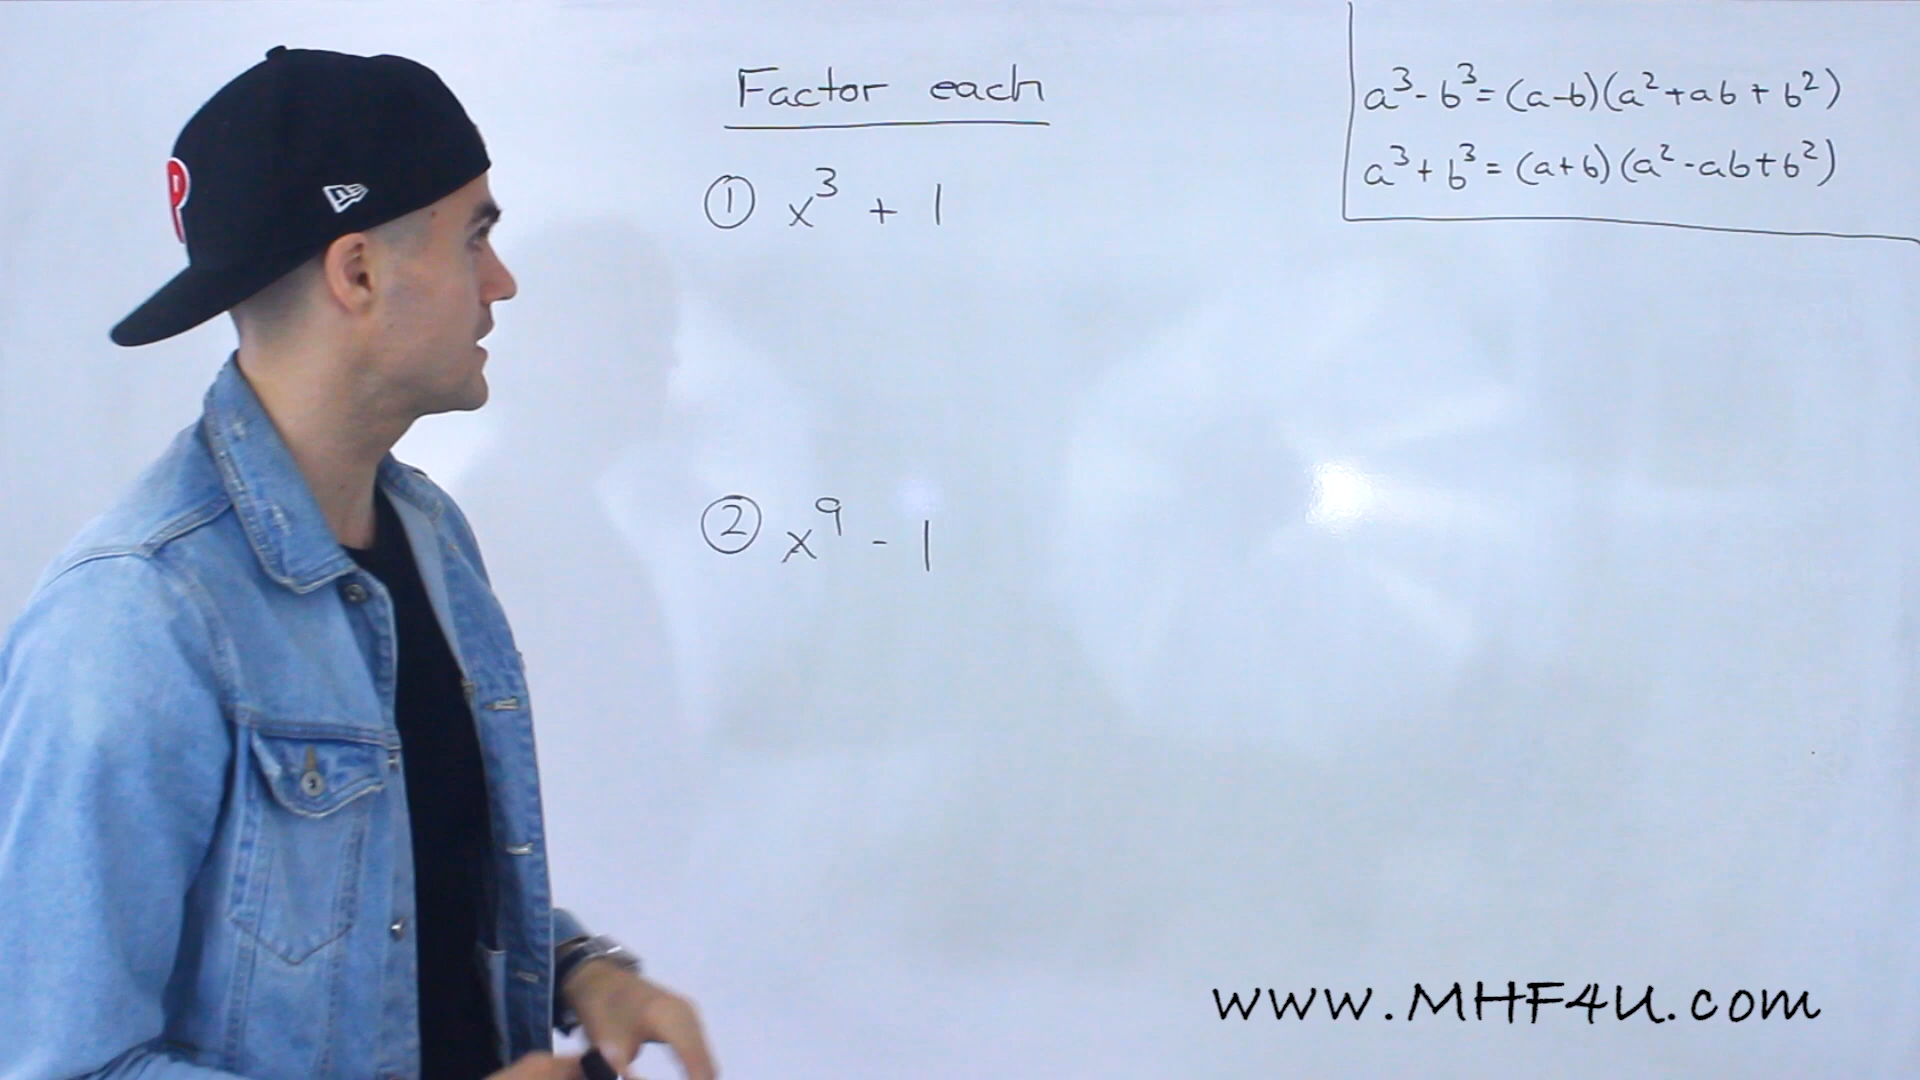 Factor each
① x³ + 1
② x⁹ - 1
a³ - b³ = (a-b)(a² + ab + b²)
a³ + b³ = (a+b)(a² - ab + b²)
P
www.MHF4U.com